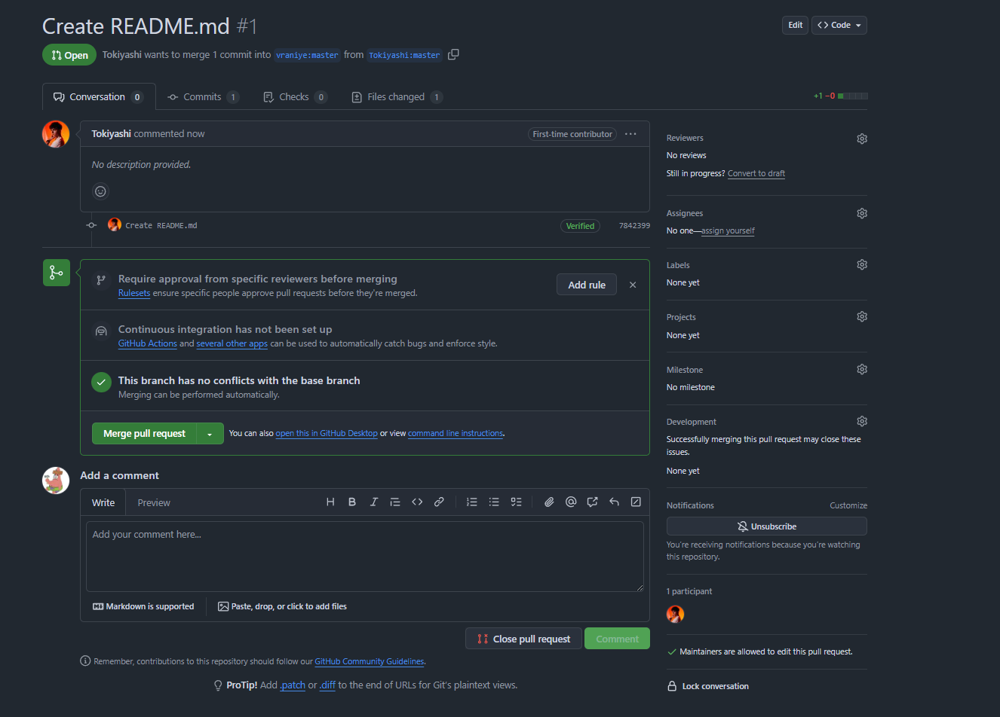 Create README.md #1
Edit
Code
Open
Tokiyashi wants to merge 1 commit into vraniye:master from Tokiyashi:master
Conversation 0
Commits 1
Checks 0
Files changed 1
+1 −0
Tokiyashi commented now
First-time contributor
No description provided.
Create README.md
Verified
7842399
Require approval from specific reviewers before merging
Rulesets ensure specific people approve pull requests before they're merged.
Add rule
Continuous integration has not been set up
GitHub Actions and several other apps can be used to automatically catch bugs and enforce style.
This branch has no conflicts with the base branch
Merging can be performed automatically.
Merge pull request
You can also open this in GitHub Desktop or view command line instructions.
Add a comment
Write
Preview
Add your comment here...
Markdown is supported
Paste, drop, or click to add files
Close pull request
Comment
Remember, contributions to this repository should follow our GitHub Community Guidelines.
ProTip! Add .patch or .diff to the end of URLs for Git's plaintext views.
Reviewers
No reviews
Still in progress? Convert to draft
Assignees
No one—assign yourself
Labels
None yet
Projects
None yet
Milestone
No milestone
Development
Successfully merging this pull request may close these
issues.
None yet
Notifications
Customize
Unsubscribe
You're receiving notifications because you're watching
this repository.
1 participant
Maintainers are allowed to edit this pull request.
Lock conversation